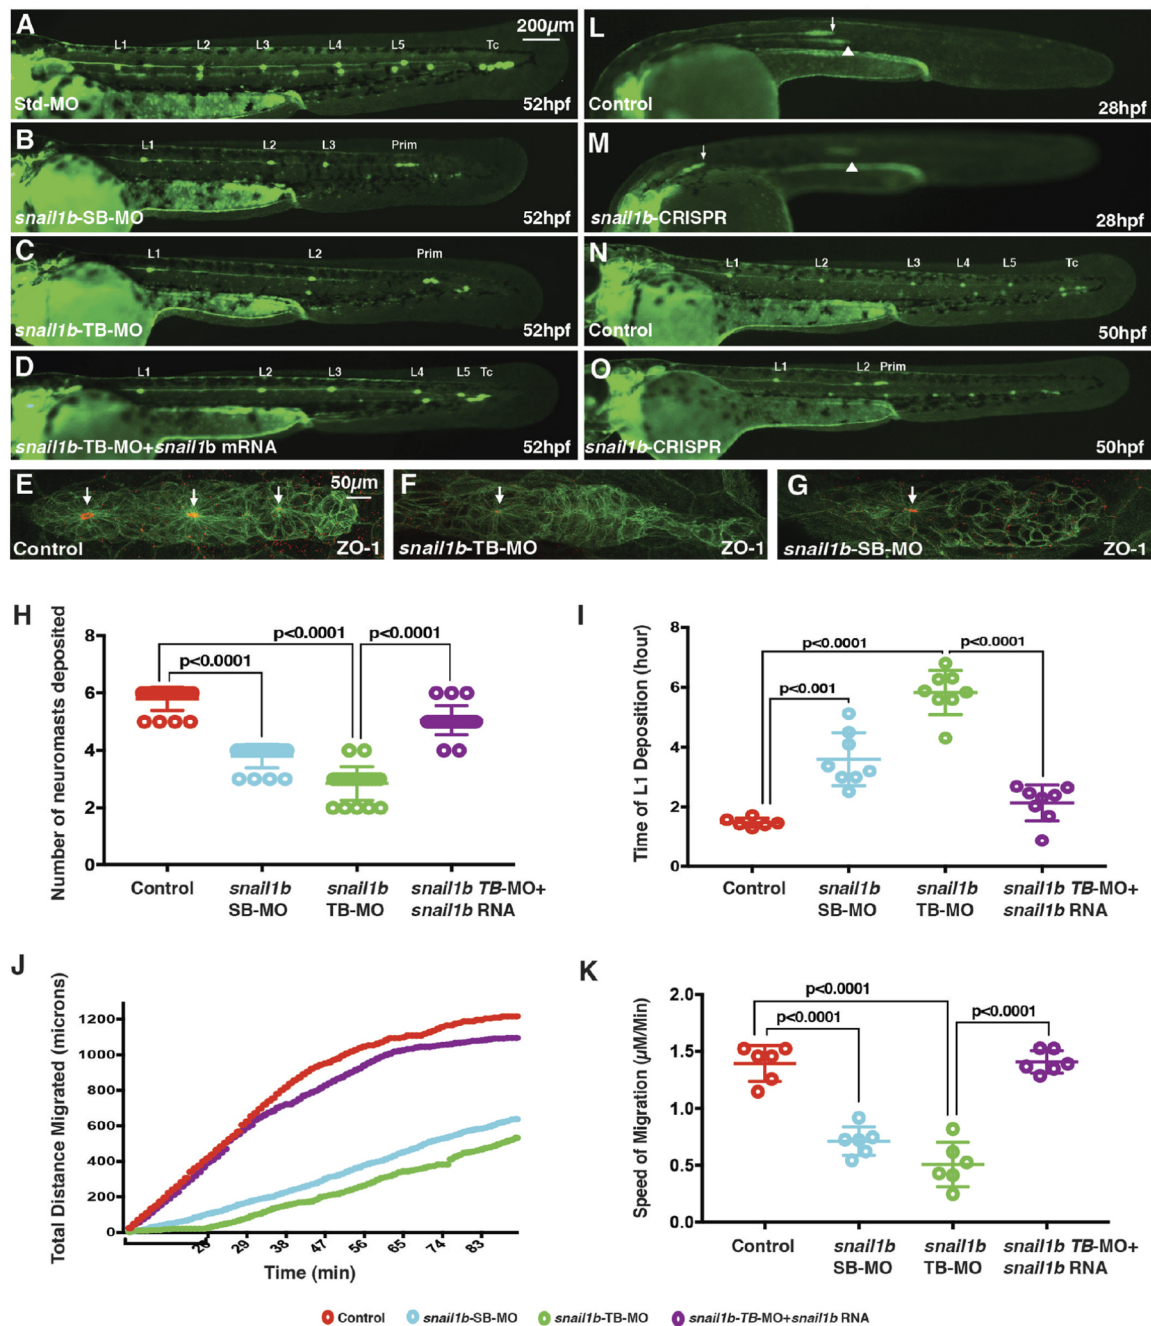 A
L1 L2 L3 L4 L5 Tc
200µm
Std-MO
52hpf
B
L1 L2 L3 Prim
snail1b-SB-MO
52hpf
C
L1 L2 Prim
snail1b-TB-MO
52hpf
D
L1 L2 L3 L4 L5 Tc
snail1b-TB-MO+snail1b mRNA
52hpf
L
Control
28hpf
M
snail1b-CRISPR
28hpf
N
L1 L2 L3 L4 L5 Tc
Control
50hpf
O
L1 L2 Prim
snail1b-CRISPR
50hpf
E
50µm
Control
ZO-1
F
snail1b-TB-MO
ZO-1
G
snail1b-SB-MO
ZO-1
H
Number of neuromasts deposited
8
6
4
2
0
p<0.0001
p<0.0001
p<0.0001
Control
snail1b
SB-MO
snail1b
TB-MO
snail1b TB-MO+
snail1b RNA
I
Time of L1 Deposition (hour)
8
6
4
2
0
p<0.0001
p<0.0001
p<0.001
Control
snail1b
SB-MO
snail1b
TB-MO
snail1b TB-MO+
snail1b RNA
J
Total Distance Migrated (microns)
1200
1000
800
600
400
200
0
29 38 47 56 65 74 83
Time (min)
K
Speed of Migration (µM/Min)
2.0
1.5
1.0
0.5
0.0
p<0.0001
p<0.0001
p<0.0001
Control
snail1b
SB-MO
snail1b
TB-MO
snail1b TB-MO+
snail1b RNA
Control snail1b-SB-MO snail1b-TB-MO snail1b-TB-MO+snail1b RNA